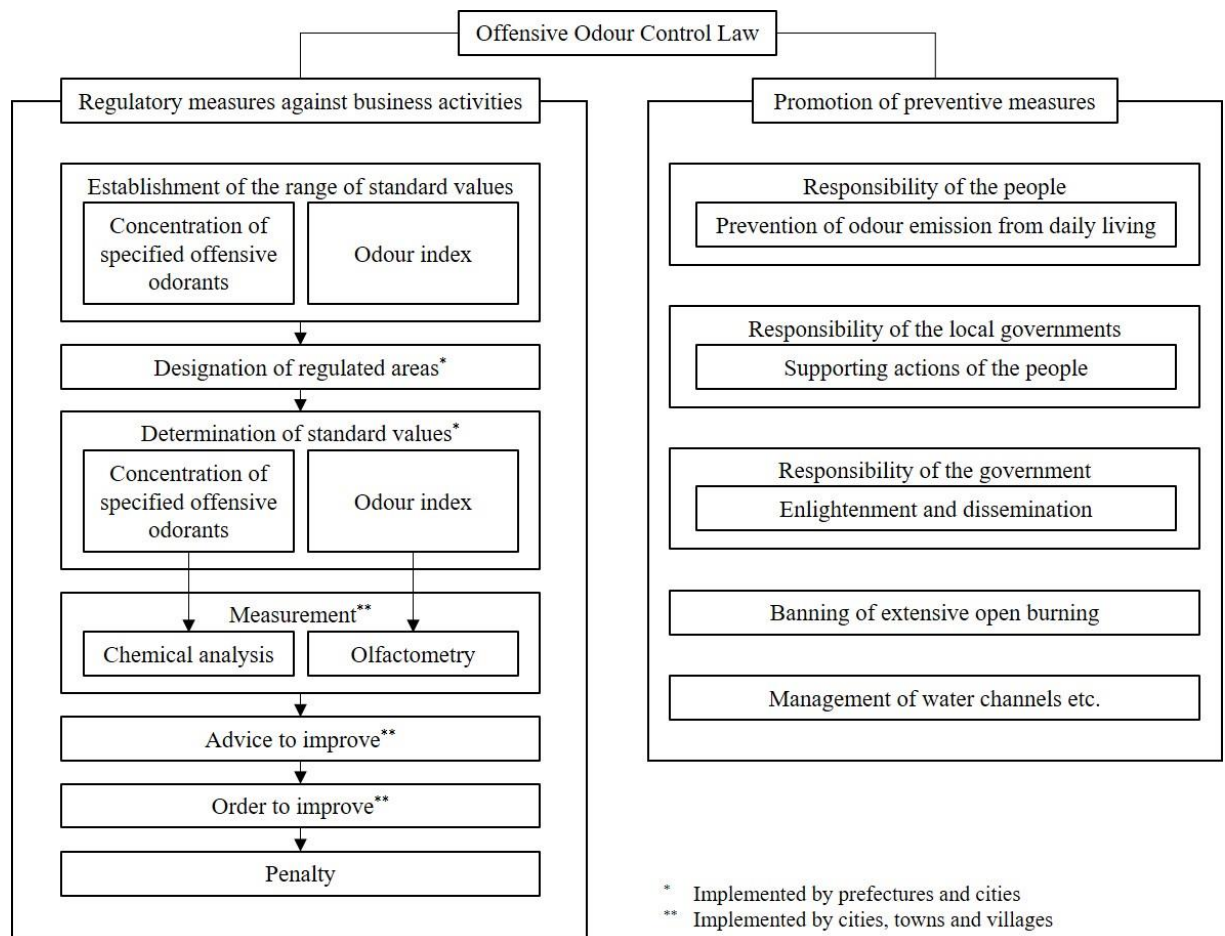 Offensive Odour Control Law
Regulatory measures against business activities
Establishment of the range of standard values
Concentration of
specified offensive
odorants
Odour index
Designation of regulated areas*
Determination of standard values*
Concentration of
specified offensive
odorants
Odour index
Measurement**
Chemical analysis
Olfactometry
Advice to improve**
Order to improve**
Penalty
Promotion of preventive measures
Responsibility of the people
Prevention of odour emission from daily living
Responsibility of the local governments
Supporting actions of the people
Responsibility of the government
Enlightenment and dissemination
Banning of extensive open burning
Management of water channels etc.
* Implemented by prefectures and cities
** Implemented by cities, towns and villages